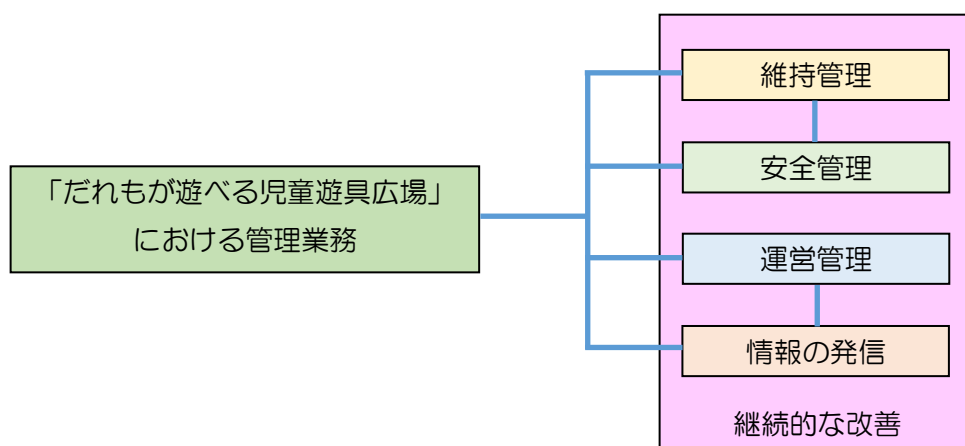 「だれもが遊べる児童遊具広場」
における管理業務
維持管理
安全管理
運営管理
情報の発信
継続的な改善